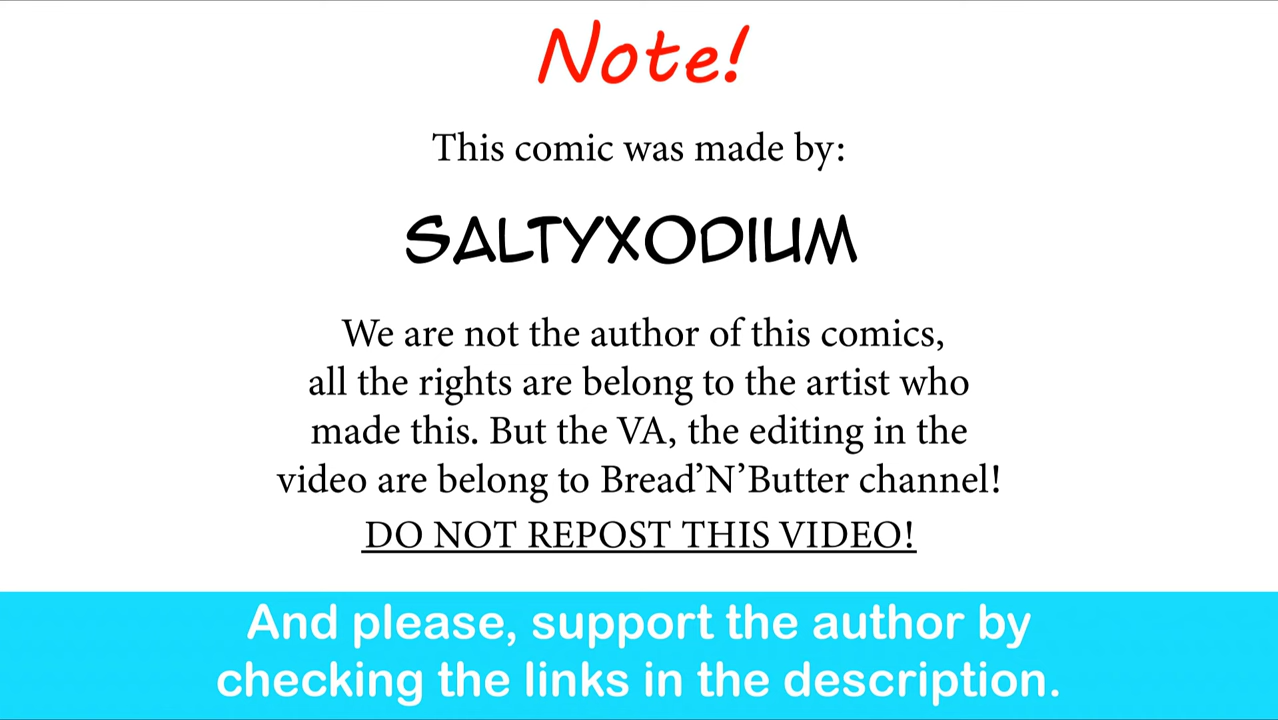 Note!
This comic was made by:
SALTYXODIUM
We are not the author of this comics,
all the rights are belong to the artist who
made this. But the VA, the editing in the
video are belong to Bread’N’Butter channel!
DO NOT REPOST THIS VIDEO!
And please, support the author by
checking the links in the description.